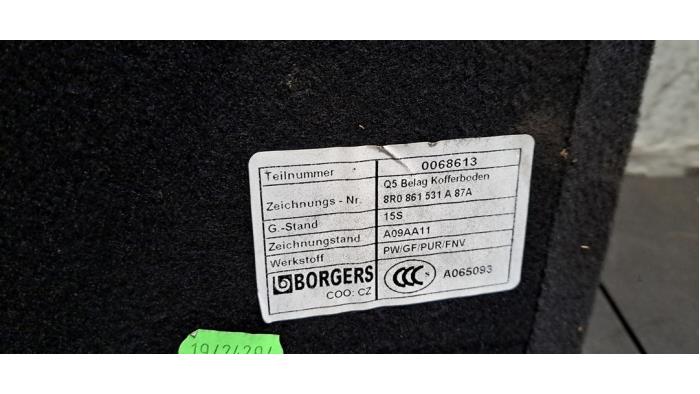 Teilnummer 0068613
Q5 Belag Kofferboden
Zeichnungs - Nr. 8R0 861 531 A 87A
G.-Stand 15S
Zeichnungstand A09AA11
Werkstoff PW/GF/PUR/FNV
BORGERS CCC S A065093
COO: CZ